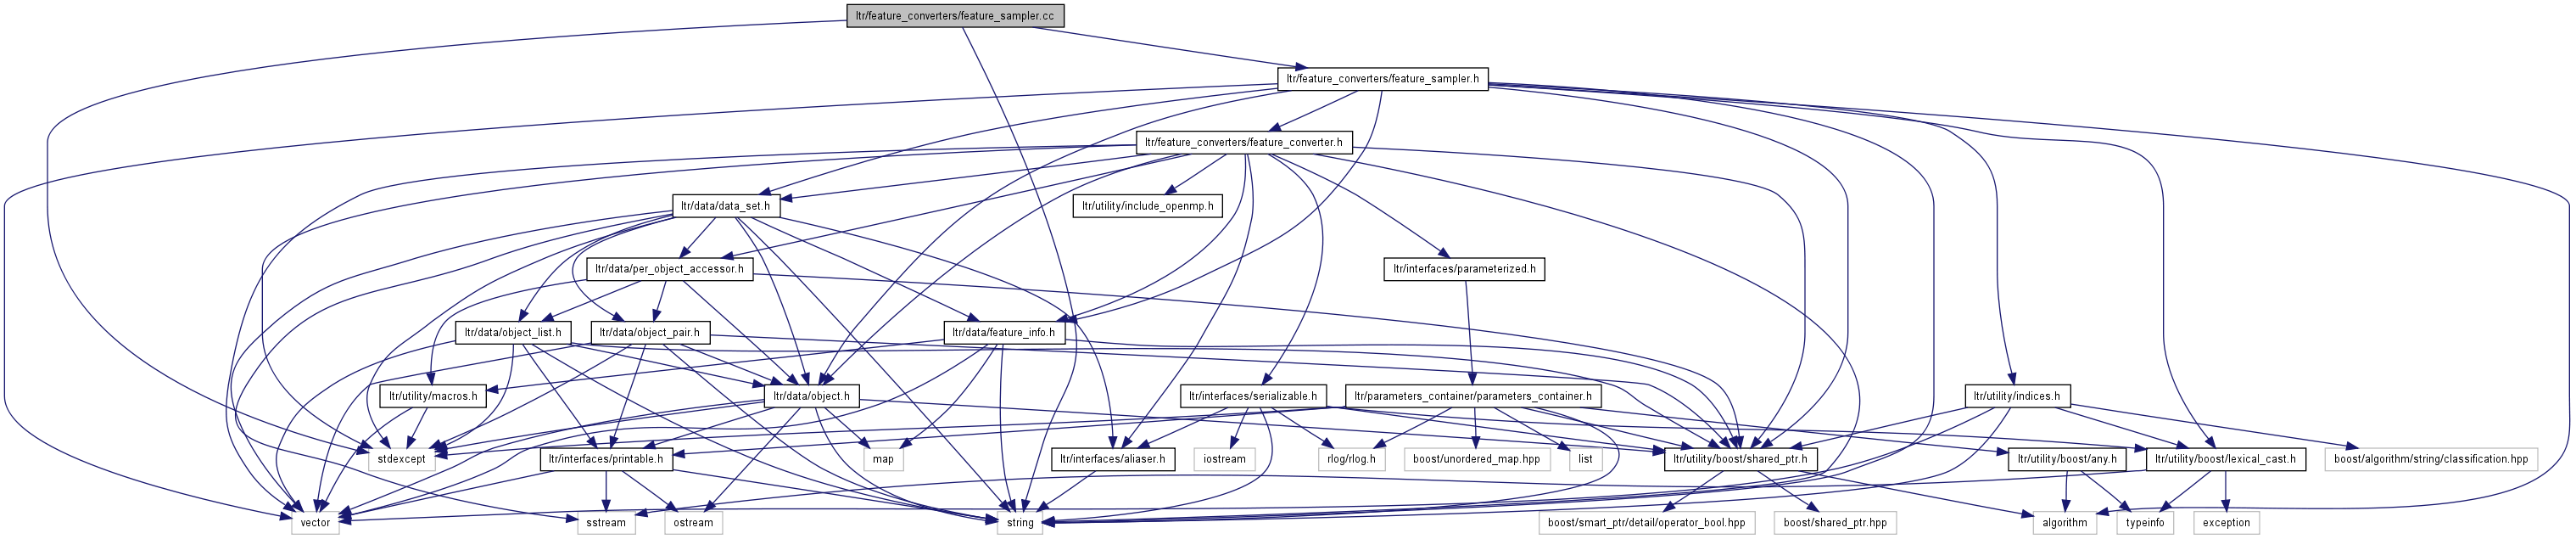 ltr/feature_converters/feature_sampler.cc
ltr/feature_converters/feature_sampler.h
ltr/feature_converters/feature_converter.h
ltr/data/data_set.h
ltr/utility/include_openmp.h
ltr/data/per_object_accessor.h
ltr/interfaces/parameterized.h
ltr/data/object_list.h
ltr/data/object_pair.h
ltr/data/feature_info.h
ltr/utility/macros.h
ltr/data/object.h
ltr/interfaces/serializable.h
ltr/parameters_container/parameters_container.h
ltr/utility/indices.h
stdexcept
ltr/interfaces/printable.h
map
ltr/interfaces/aliaser.h
iostream
rlog/rlog.h
boost/unordered_map.hpp
list
ltr/utility/boost/shared_ptr.h
ltr/utility/boost/any.h
ltr/utility/boost/lexical_cast.h
boost/algorithm/string/classification.hpp
vector
sstream
ostream
string
boost/smart_ptr/detail/operator_bool.hpp
boost/shared_ptr.hpp
algorithm
typeinfo
exception